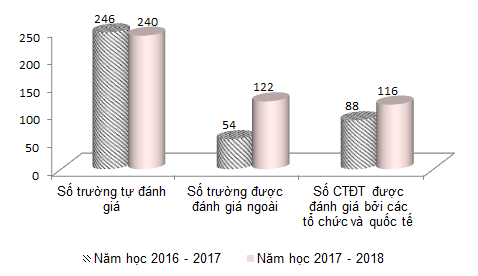 246
240
122
54
88
116
250
200
150
100
50
0
Số trường tự đánh
giá
Số trường được
đánh giá ngoài
Số CTĐT được
đánh giá bởi các
tổ chức và quốc tế
Năm học 2016 - 2017
Năm học 2017 - 2018